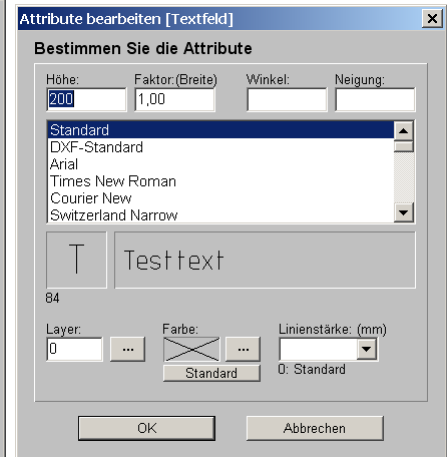 Attribute bearbeiten [Textfeld]
Bestimmen Sie die Attribute
Höhe: Faktor:(Breite) Winkel: Neigung:
200 1,00
Standard
DXF-Standard
Arial
Times New Roman
Courier New
Switzerland Narrow
T Testtext
84
Layer: Farbe: Linienstärke: (mm)
0 ... ...
Standard 0: Standard
OK Abbrechen